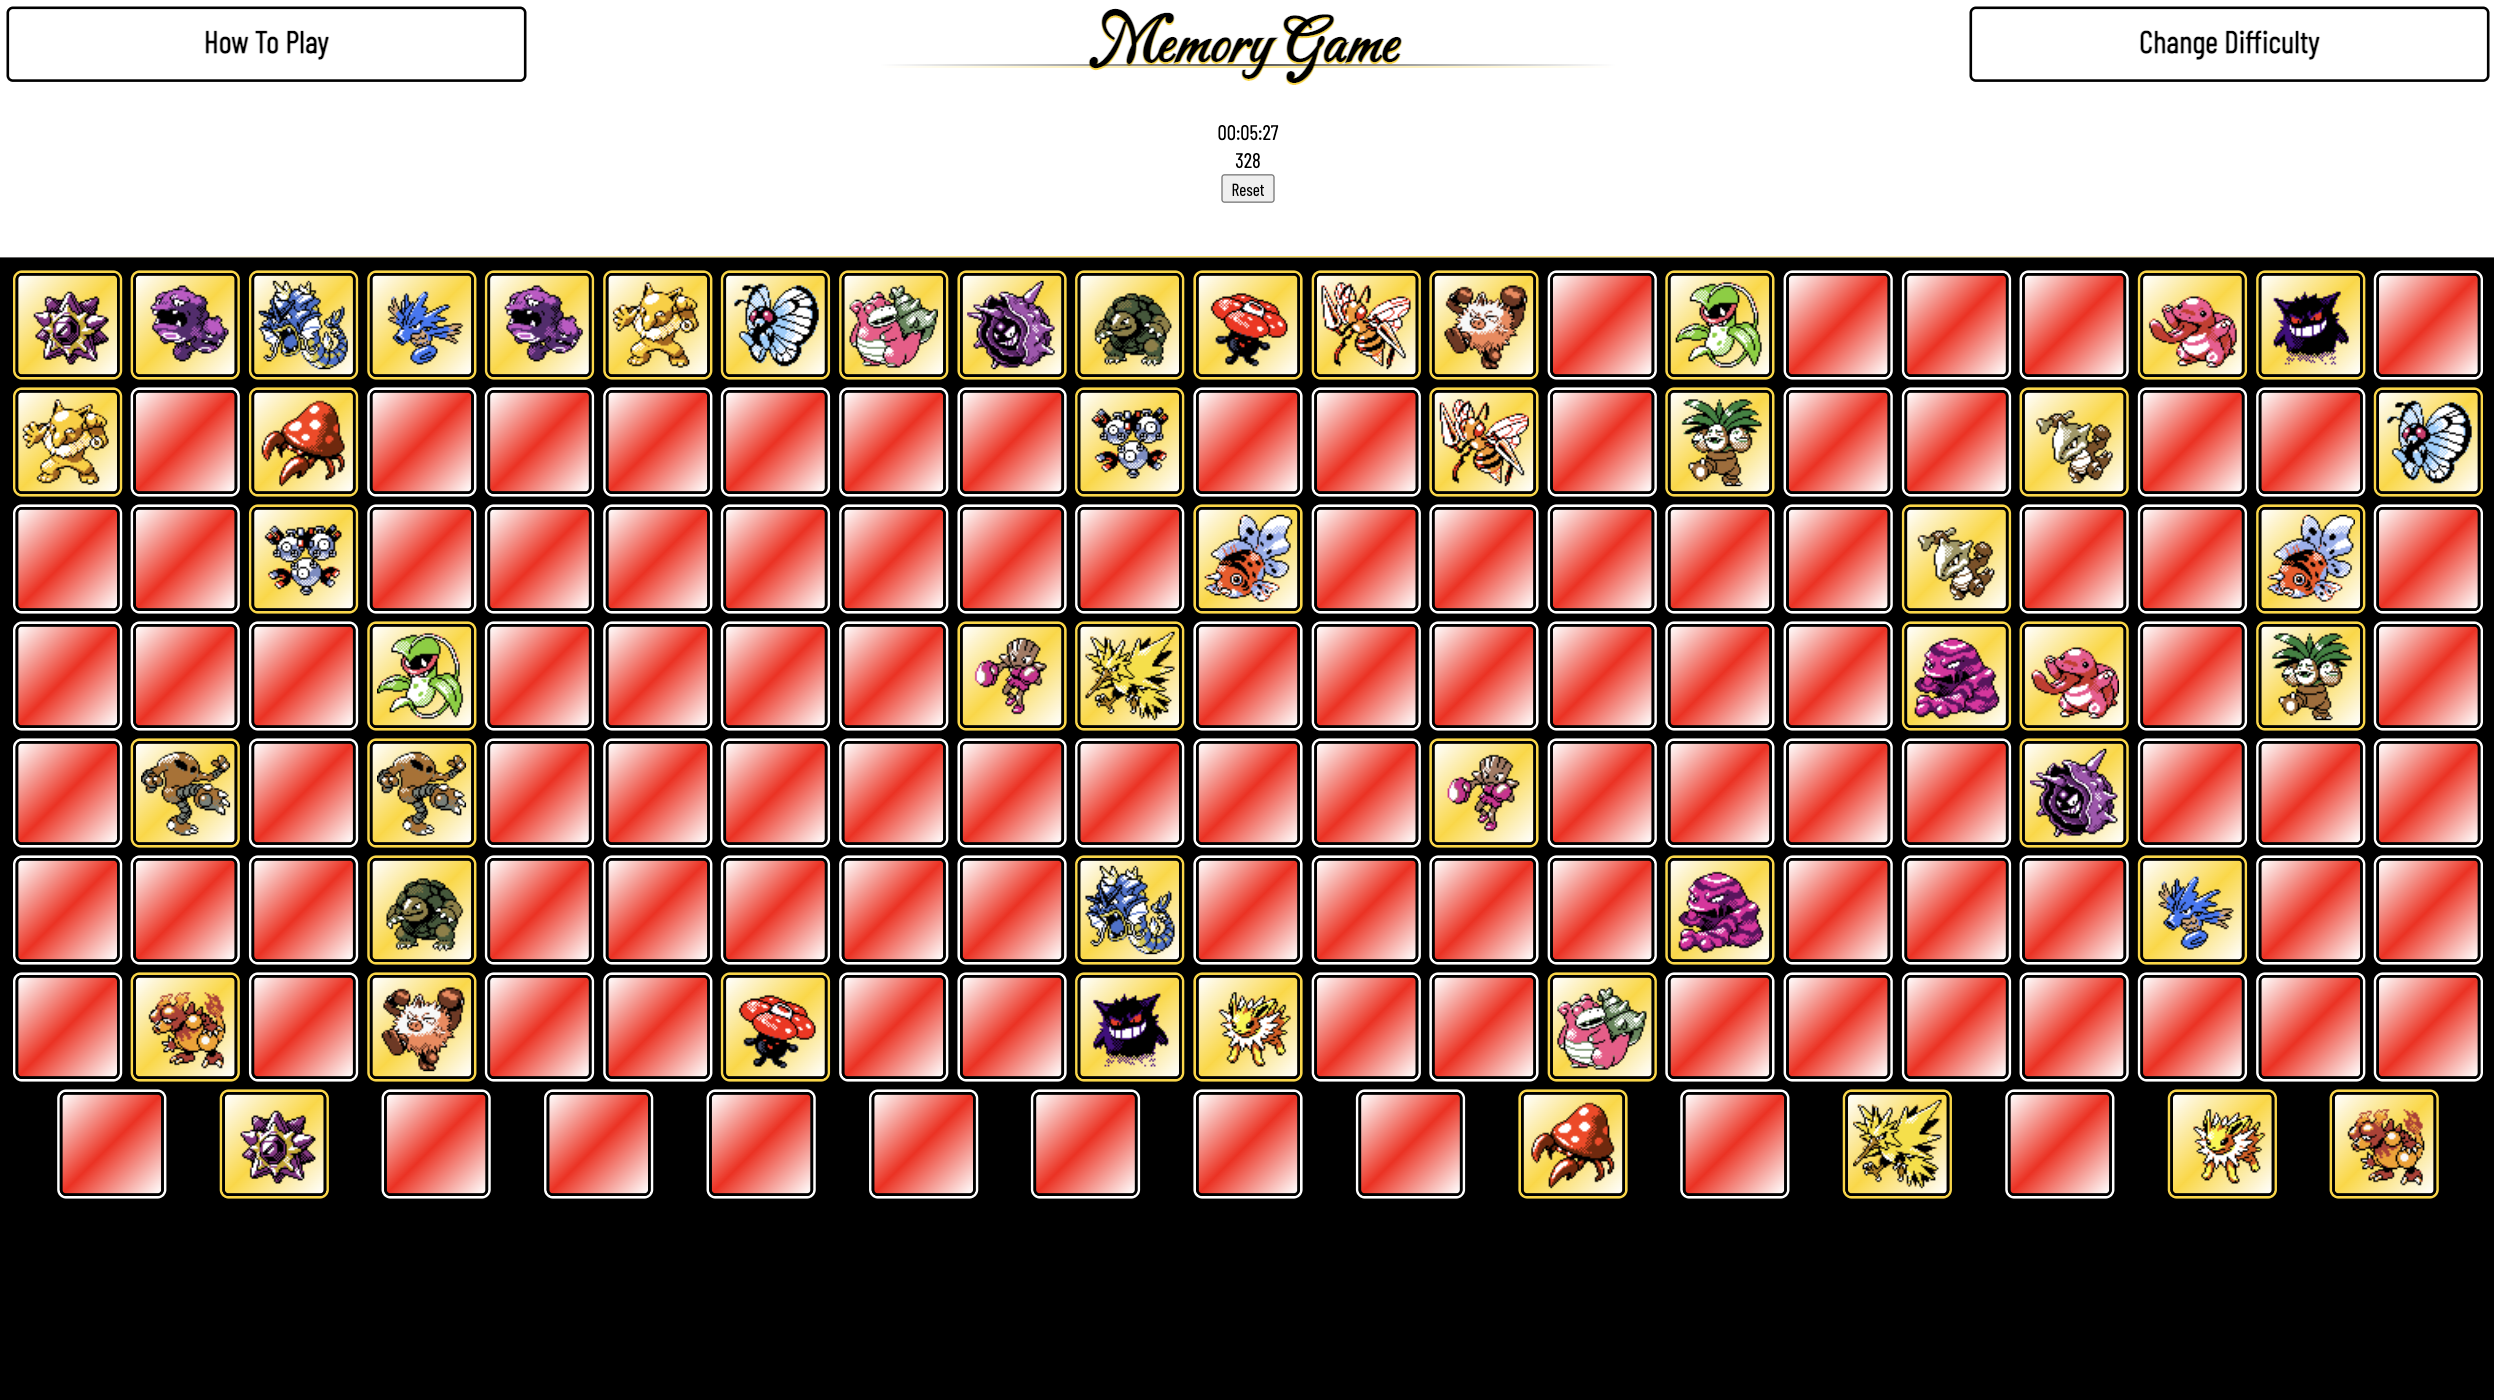 How To Play
Memory Game
Change Difficulty
00:05:27
328
Reset